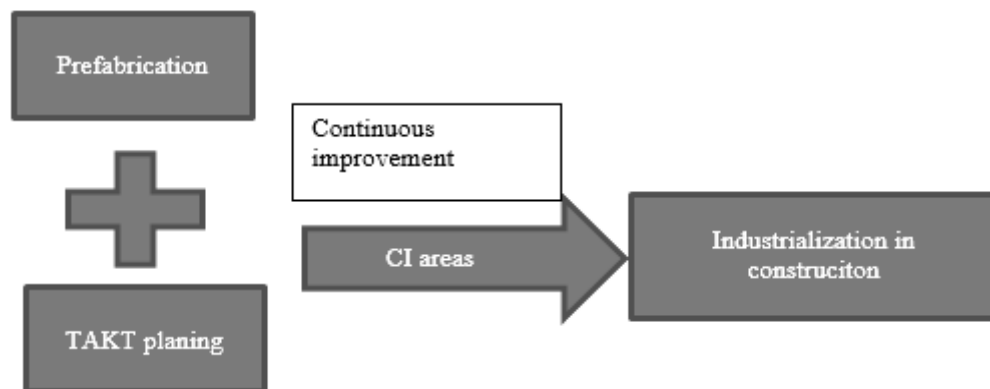 Prefabrication
Continuous
improvement
CI areas
Industrialization in
construciton
TAKT planing